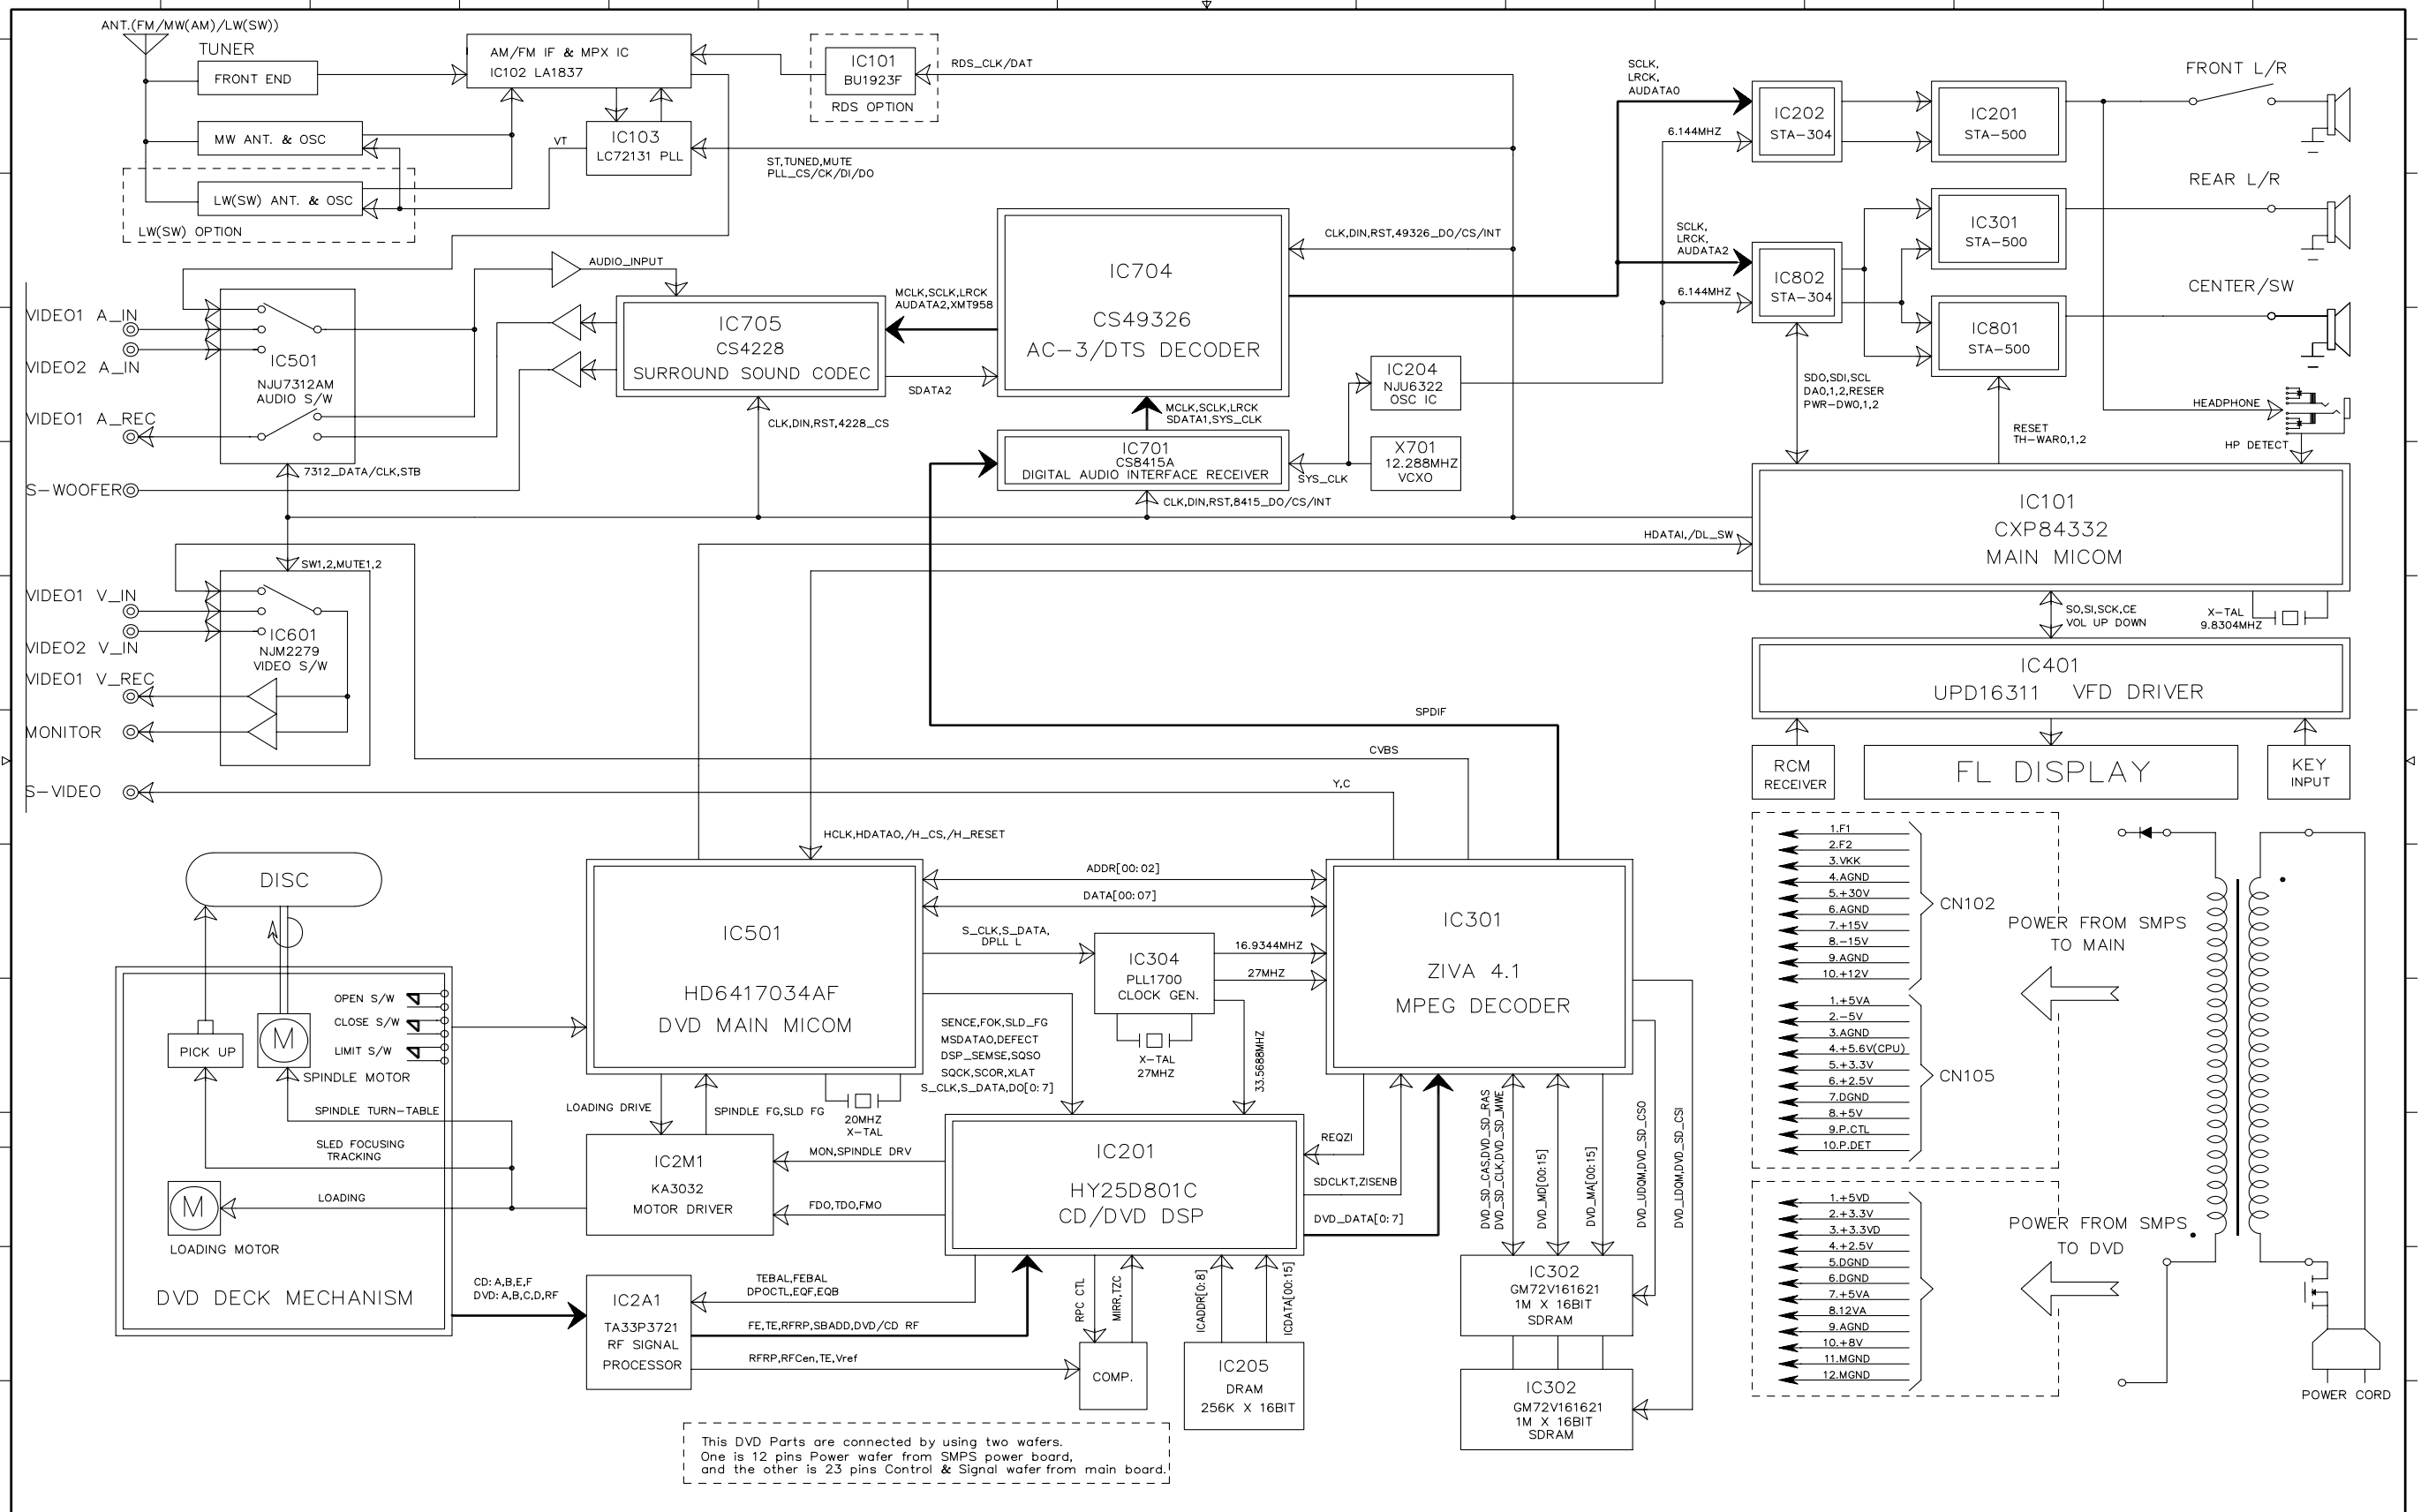 ANT.(FM/MW(AM)/LW(SW))
TUNER
FRONT END
MW ANT. & OSC
LW(SW) ANT. & OSC
LW(SW) OPTION
AM/FM IF & MPX IC
IC102 LA1837
IC103
LC72131 PLL
VT
IC101
BU1923F
RDS OPTION
RDS_CLK/DAT
ST,TUNED,MUTE
PLL_CS/CK/DI/DO
VIDEO1 A_IN
VIDEO2 A_IN
VIDEO1 A_REC
S-WOOFER
IC501
NJU7312AM
AUDIO S/W
7312_DATA/CLK,STB
AUDIO_INPUT
IC705
CS4228
SURROUND SOUND CODEC
CLK,DIN,RST,4228_CS
MCLK,SCLK,LRCK
AUDATA2,XMT958
SDATA2
IC704
CS49326
AC-3/DTS DECODER
CLK,DIN,RST,49326_DO/CS/INT
MCLK,SCLK,LRCK
SDATA1,SYS_CLK
IC701
CS8415A
DIGITAL AUDIO INTERFACE RECEIVER
CLK,DIN,RST,8415_DO/CS/INT
SYS_CLK
IC204
NJU6322
OSC IC
X701
12.288MHZ
VCXO
SCLK,
LRCK,
AUDATA0
6.144MHZ
IC202
STA-304
IC201
STA-500
FRONT L/R
SCLK,
LRCK,
AUDATA2
6.144MHZ
IC802
STA-304
IC301
STA-500
REAR L/R
IC801
STA-500
CENTER/SW
SDO,SDI,SCL
DA0,1,2,RESER
PWR-DW0,1,2
RESET
TH-WAR0,1,2
HEADPHONE
HP DETECT
IC101
CXP84332
MAIN MICOM
HDATAI,/DL_SW
SO,SI,SCK,CE
VOL UP DOWN
X-TAL
9.8304MHZ
IC401
UPD16311 VFD DRIVER
RCM
RECEIVER
FL DISPLAY
KEY
INPUT
SW1,2,MUTE1,2
VIDEO1 V_IN
VIDEO2 V_IN
VIDEO1 V_REC
MONITOR
S-VIDEO
IC601
NJM2279
VIDEO S/W
SPDIF
CVBS
Y,C
HCLK,HDATAO,/H_CS,/H_RESET
DISC
OPEN S/W
CLOSE S/W
LIMIT S/W
PICK UP
M
SPINDLE MOTOR
SPINDLE TURN-TABLE
SLED FOCUSING
TRACKING
M
LOADING
LOADING MOTOR
DVD DECK MECHANISM
IC501
HD6417034AF
DVD MAIN MICOM
LOADING DRIVE
SPINDLE FG,SLD FG
20MHZ
X-TAL
IC2M1
KA3032
MOTOR DRIVER
CD: A,B,E,F
DVD: A,B,C,D,RF
IC2A1
TA33P3721
RF SIGNAL
PROCESSOR
ADDR[00: 02]
DATA[00: 07]
S_CLK,S_DATA,
DPLL L
IC304
PLL1700
CLOCK GEN.
X-TAL
27MHZ
16.9344MHZ
27MHZ
33.5688MHZ
SENCE,FOK,SLD_FG
MSDATAO,DEFECT
DSP_SEMSE,SQSO
SQCK,SCOR,XLAT
S_CLK,S_DATA,DO[0: 7]
IC301
ZIVA 4.1
MPEG DECODER
MON,SPINDLE DRV
FDO,TDO,FMO
IC201
HY25D801C
CD/DVD DSP
REQZI
SDCLKT,ZISENB
DVD_DATA[0: 7]
TEBAL,FEBAL
DPOCTL,EQF,EQB
FE,TE,RFRP,SBADD,DVD/CD RF
RFRP,RFCen,TE,Vref
RPC CTL
MIRR,TZC
COMP.
ICADDR[0: 8]
ICDATA[00:15]
IC205
DRAM
256K X 16BIT
DVD_SD_CAS,DVD_SD_RAS
DVD_SD_CLK,DVD_SD_MWE
DVD_MD[00:15]
DVD_MA[00:15]
DVD_UDQM,DVD_SD_CSO
DVD_LDQM,DVD_SD_CSI
IC302
GM72V161621
1M X 16BIT
SDRAM
IC302
GM72V161621
1M X 16BIT
SDRAM
1.F1
2.F2
3.VKK
4.AGND
5.+30V
6.AGND
7.+15V
8.-15V
9.AGND
10.+12V
CN102
1.+5VA
2.-5V
3.AGND
4.+5.6V(CPU)
5.+3.3V
6.+2.5V
7.DGND
8.+5V
9.P.CTL
10.P.DET
CN105
POWER FROM SMPS
TO MAIN
1.+5VD
2.+3.3V
3.+3.3VD
4.+2.5V
5.DGND
6.DGND
7.+5VA
8.12VA
9.AGND
10.+8V
11.MGND
12.MGND
POWER FROM SMPS
TO DVD
POWER CORD
This DVD Parts are connected by using two wafers.
One is 12 pins Power wafer from SMPS power board,
and the other is 23 pins Control & Signal wafer from main board.